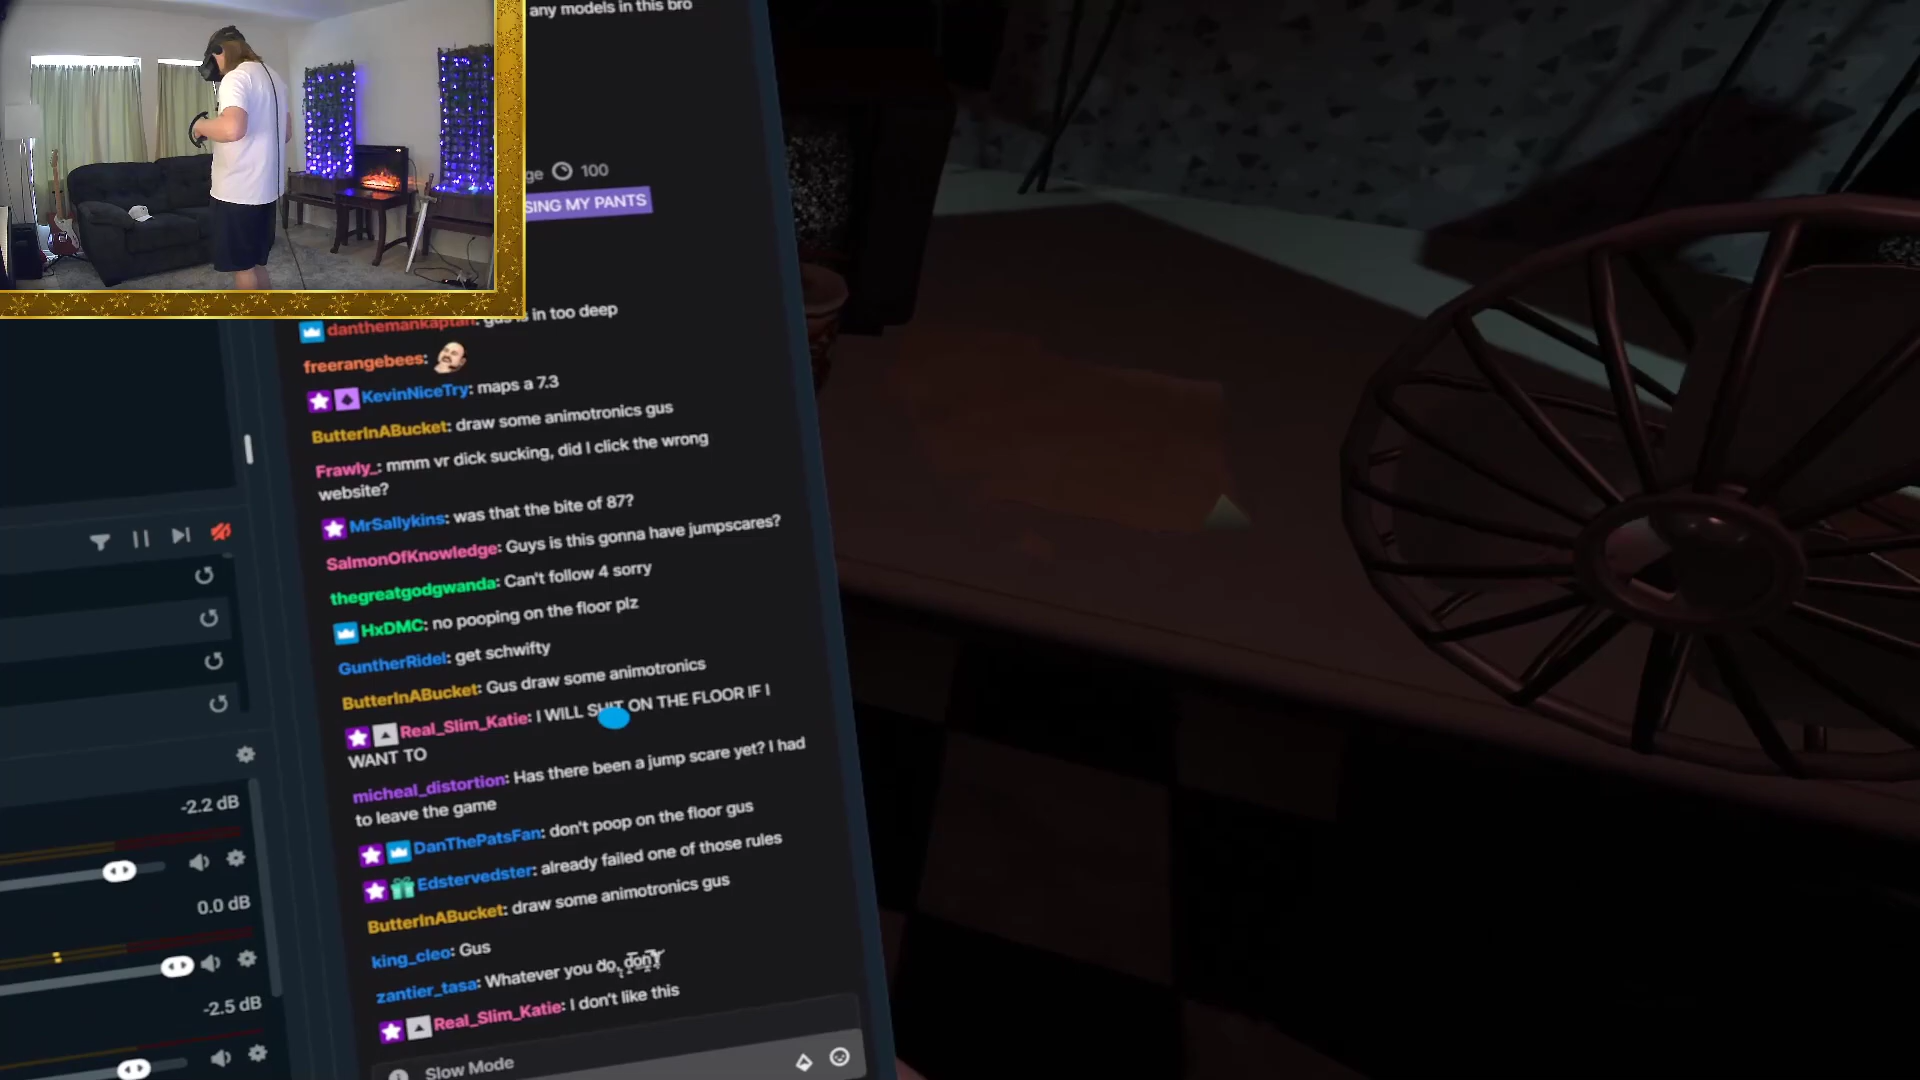 any models in this bro
ge 100
SING MY PANTS
danthemankaptan: gus is in too deep
freerangebees:
KevinNiceTry: maps a 7.3
ButterInABucket: draw some animotronics gus
Frawly_: mmm vr dick sucking, did I click the wrong
website?
MrSallykins: was that the bite of 87?
SalmonOfKnowledge: Guys is this gonna have jumpscares?
thegreatgodgwanda: Can't follow 4 sorry
HxDMC: no pooping on the floor plz
GuntherRidel: get schwifty
ButterInABucket: Gus draw some animotronics
Real_Slim_Katie: I WILL SHIT ON THE FLOOR IF I
WANT TO
micheal_distortion: Has there been a jump scare yet? I had
to leave the game
DanThePatsFan: don't poop on the floor gus
Edstervedster: already failed one of those rules
ButterInABucket: draw some animotronics gus
king_cleo: Gus
zantier_tasa: Whatever you do, don't
Real_Slim_Katie: I don't like this
Slow Mode
-2.2 dB
0.0 dB
-2.5 dB